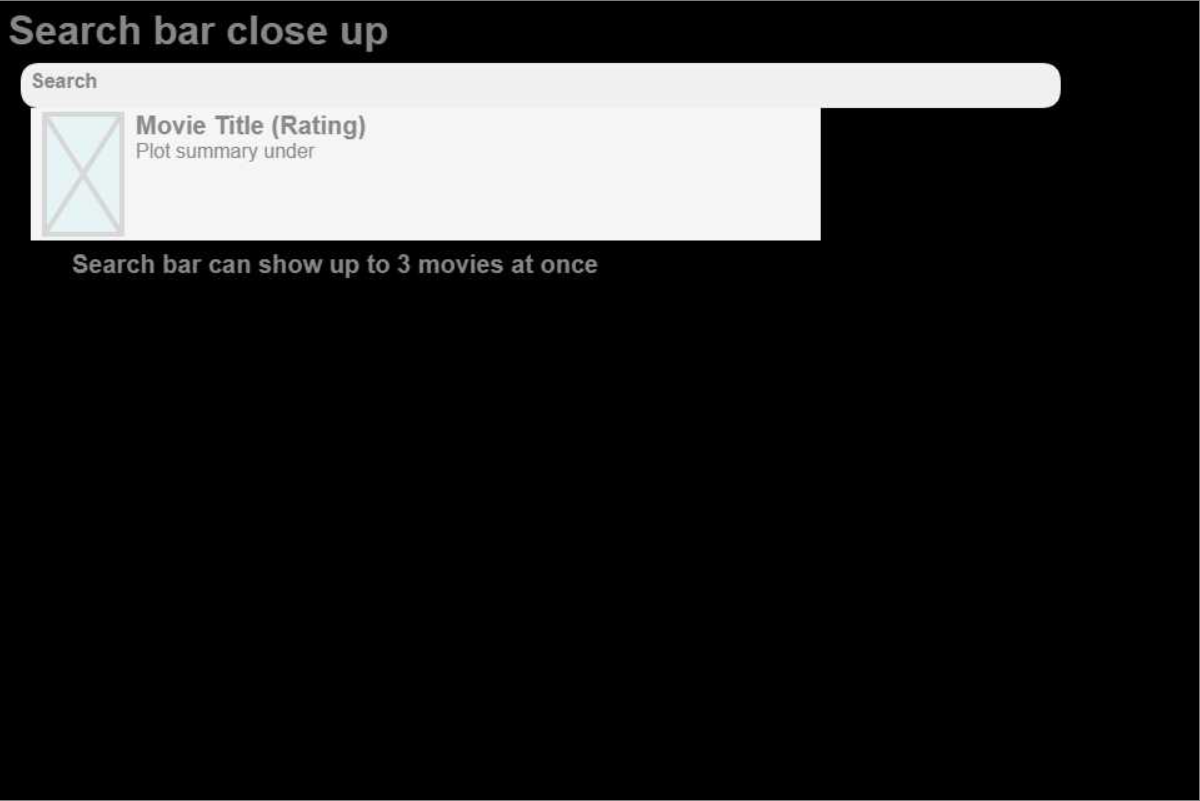 Search bar close up
Search
Movie Title (Rating)
Plot summary under
Search bar can show up to 3 movies at once